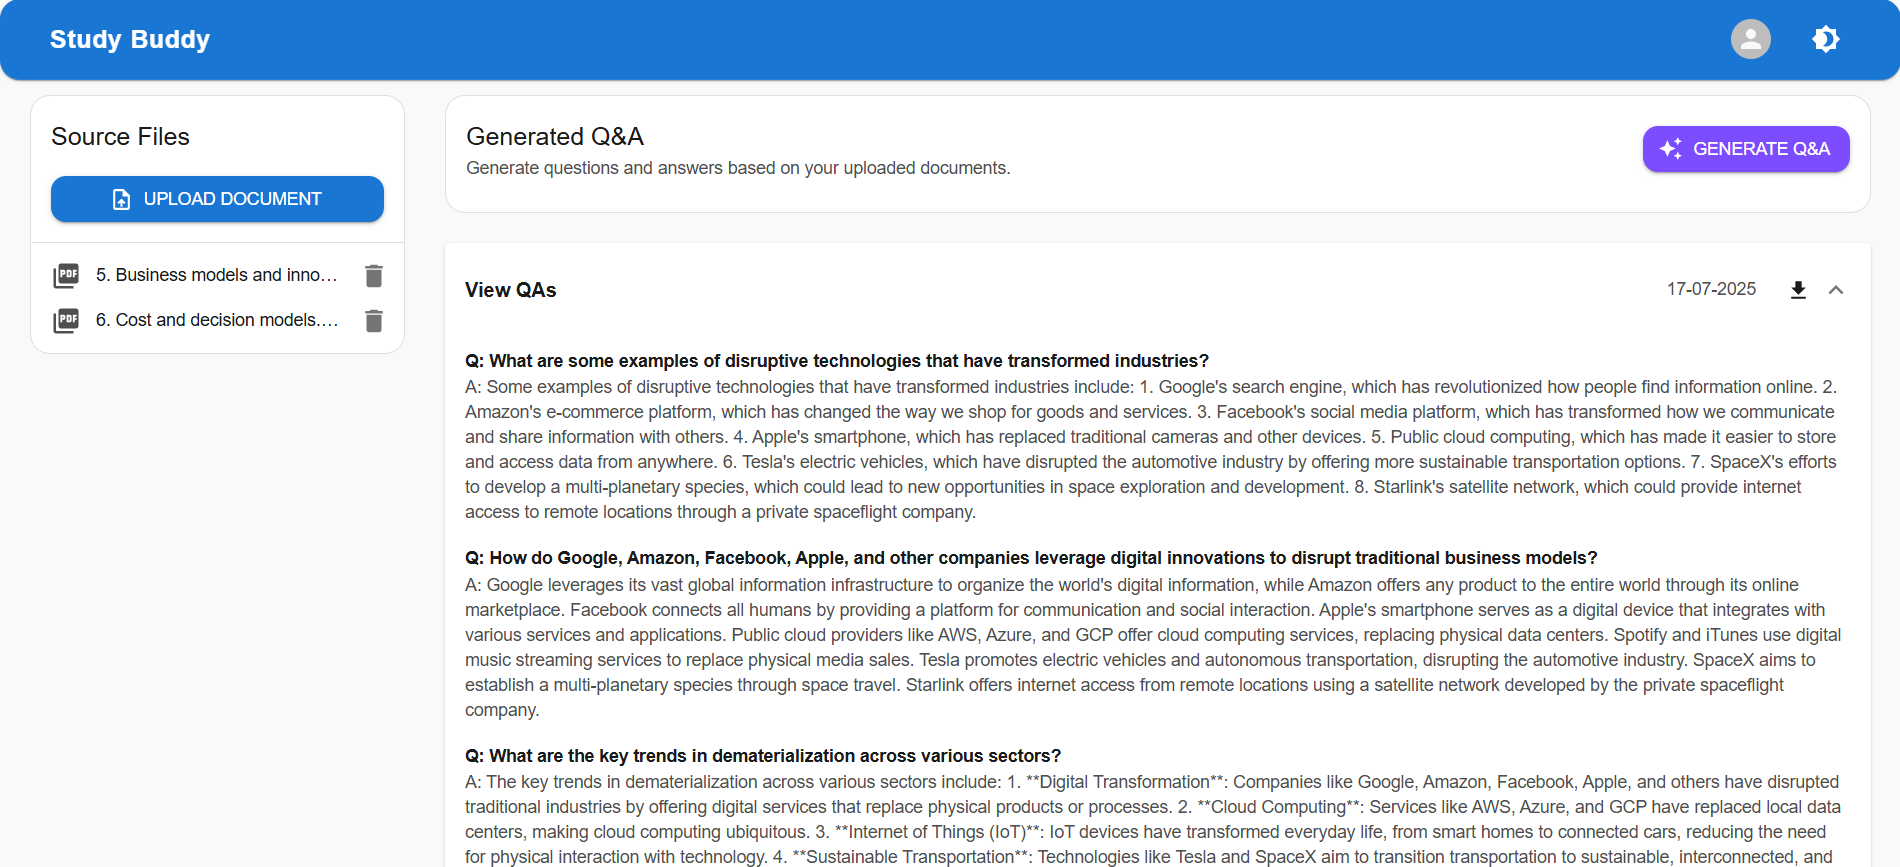 Study Buddy
Source Files
UPLOAD DOCUMENT
PDF 5. Business models and inno…
PDF 6. Cost and decision models.…
Generated Q&A
Generate questions and answers based on your uploaded documents.
GENERATE Q&A
View QAs
17-07-2025
Q: What are some examples of disruptive technologies that have transformed industries?
A: Some examples of disruptive technologies that have transformed industries include: 1. Google's search engine, which has revolutionized how people find information online. 2.
Amazon's e-commerce platform, which has changed the way we shop for goods and services. 3. Facebook's social media platform, which has transformed how we communicate
and share information with others. 4. Apple's smartphone, which has replaced traditional cameras and other devices. 5. Public cloud computing, which has made it easier to store
and access data from anywhere. 6. Tesla's electric vehicles, which have disrupted the automotive industry by offering more sustainable transportation options. 7. SpaceX's efforts
to develop a multi-planetary species, which could lead to new opportunities in space exploration and development. 8. Starlink's satellite network, which could provide internet
access to remote locations through a private spaceflight company.
Q: How do Google, Amazon, Facebook, Apple, and other companies leverage digital innovations to disrupt traditional business models?
A: Google leverages its vast global information infrastructure to organize the world's digital information, while Amazon offers any product to the entire world through its online
marketplace. Facebook connects all humans by providing a platform for communication and social interaction. Apple's smartphone serves as a digital device that integrates with
various services and applications. Public cloud providers like AWS, Azure, and GCP offer cloud computing services, replacing physical data centers. Spotify and iTunes use digital
music streaming services to replace physical media sales. Tesla promotes electric vehicles and autonomous transportation, disrupting the automotive industry. SpaceX aims to
establish a multi-planetary species through space travel. Starlink offers internet access from remote locations using a satellite network developed by the private spaceflight
company.
Q: What are the key trends in dematerialization across various sectors?
A: The key trends in dematerialization across various sectors include: 1. **Digital Transformation**: Companies like Google, Amazon, Facebook, Apple, and others have disrupted
traditional industries by offering digital services that replace physical products or processes. 2. **Cloud Computing**: Services like AWS, Azure, and GCP have replaced local data
centers, making cloud computing ubiquitous. 3. **Internet of Things (IoT)**: IoT devices have transformed everyday life, from smart homes to connected cars, reducing the need
for physical interaction with technology. 4. **Sustainable Transportation**: Technologies like Tesla and SpaceX aim to transition transportation to sustainable, interconnected, and